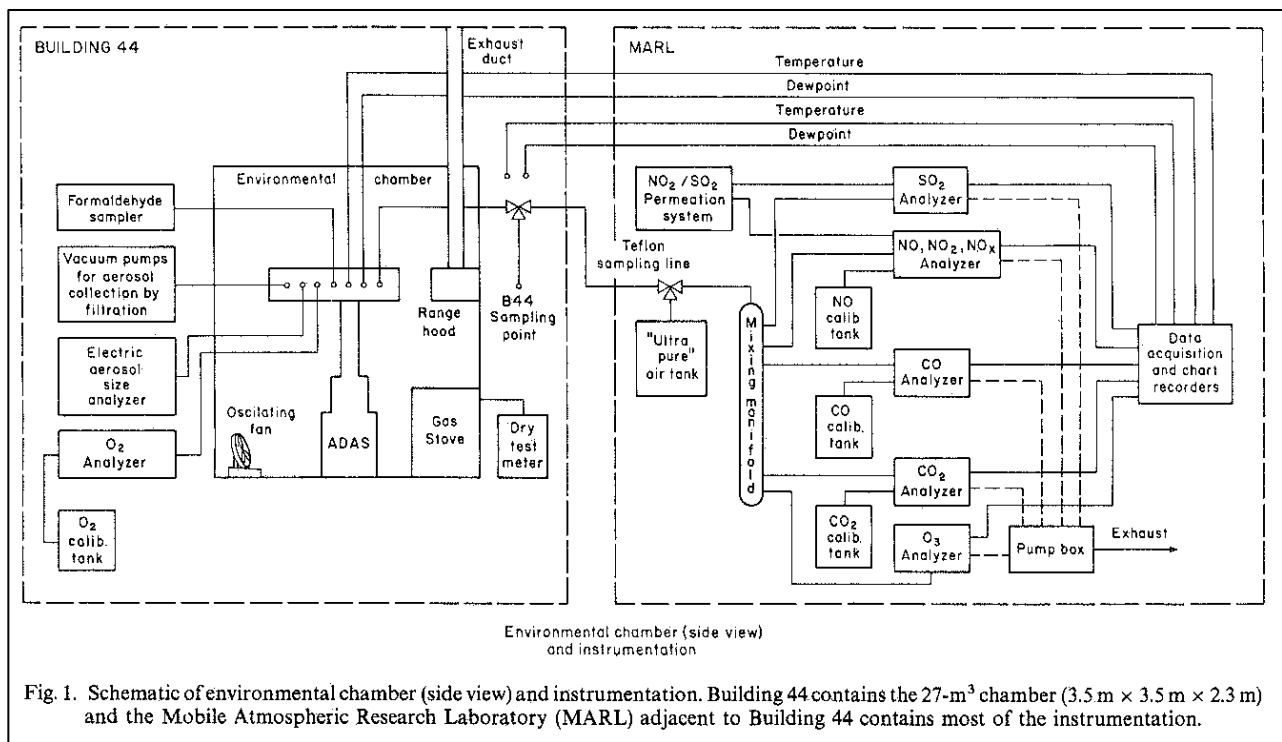 BUILDING 44
Exhaust
duct
MARL
Temperature
Dewpoint
Temperature
Dewpoint
Environmental chamber
Formaldehyde
sampler
Vacuum pumps
for aerosol
collection by
filtration
Electric
aerosol-size
analyzer
O₂
Analyzer
O₂
calib.
tank
Oscilating
fan
ADAS
Range
hood
Gas
Stove
Dry
test
meter
B44
Sampling
point
Teflon
sampling line
"Ultra
pure" air tank
NO₂/SO₂
Permeation
system
SO₂
Analyzer
NO, NO₂, NOₓ
Analyzer
NO
calib
tank
Mixing manifold
CO
Analyzer
CO
calib.
tank
CO₂
Analyzer
CO₂
calib.
tank
O₃
Analyzer
Pump box
Exhaust
Data
acquisition
and chart
recorders
Environmental chamber (side view)
and instrumentation
Fig. 1. Schematic of environmental chamber (side view) and instrumentation. Building 44 contains the 27-m³ chamber (3.5 m × 3.5 m × 2.3 m)
and the Mobile Atmospheric Research Laboratory (MARL) adjacent to Building 44 contains most of the instrumentation.